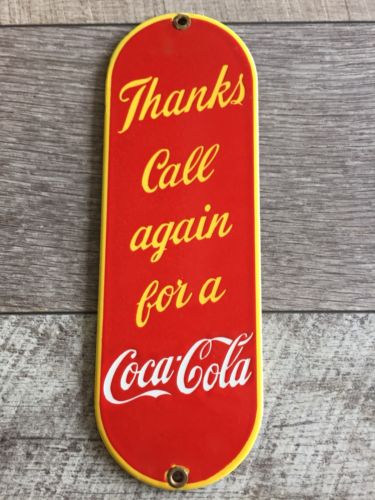 Thanks
Call
again
for a
Coca-Cola